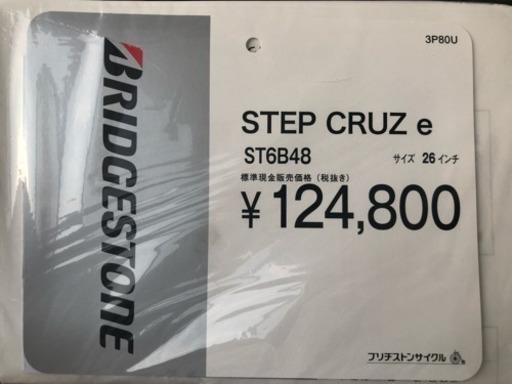 BRIDGESTONE
3P80U
STEP CRUZ e
ST6B48 サイズ 26 インチ
標準現金販売価格（税抜き）
¥124,800
ブリヂストンサイクル